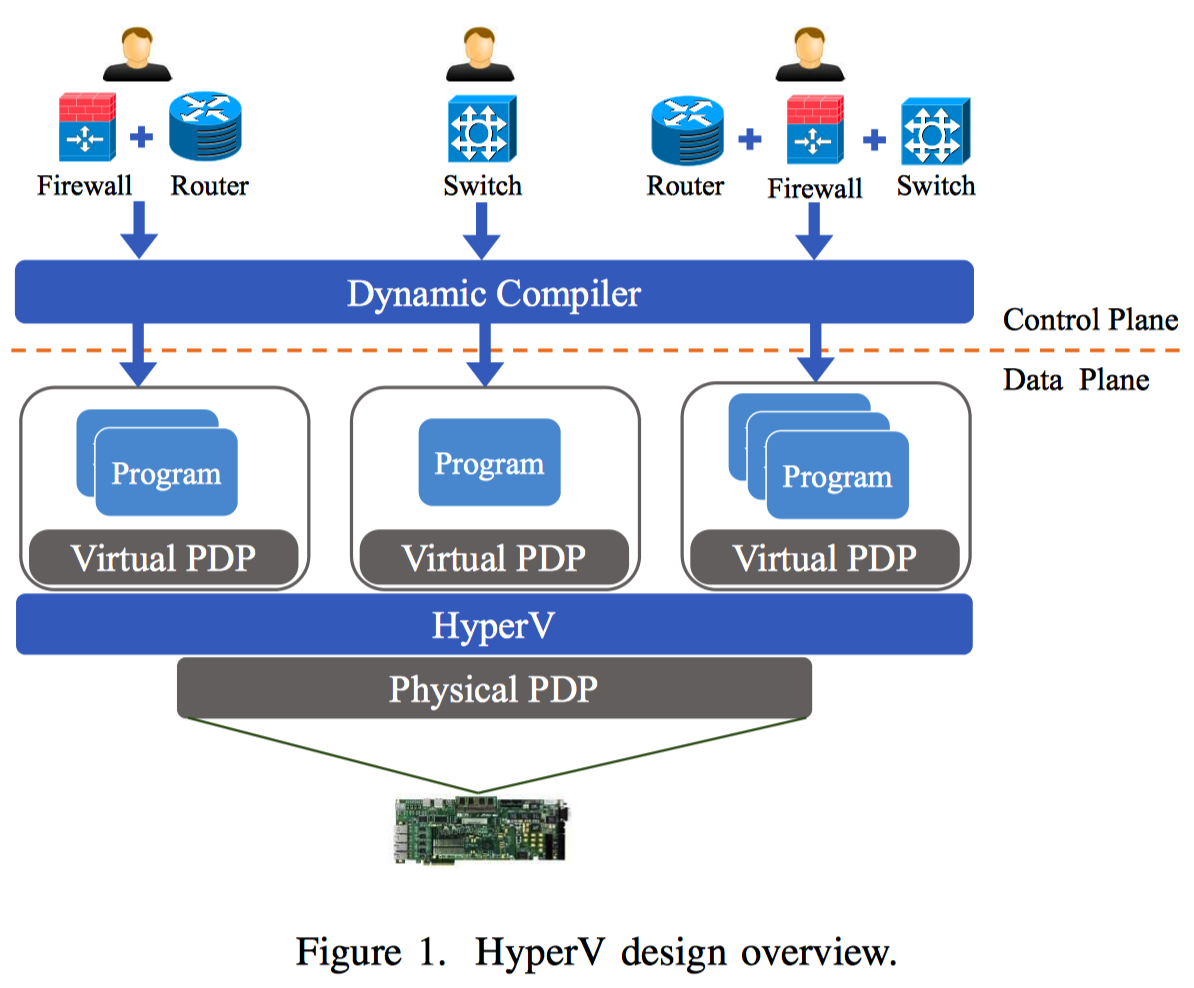 Firewall Router Switch Router Firewall Switch
Dynamic Compiler
Control Plane
Data Plane
Program Program Program
Virtual PDP Virtual PDP Virtual PDP
HyperV
Physical PDP
Figure 1. HyperV design overview.